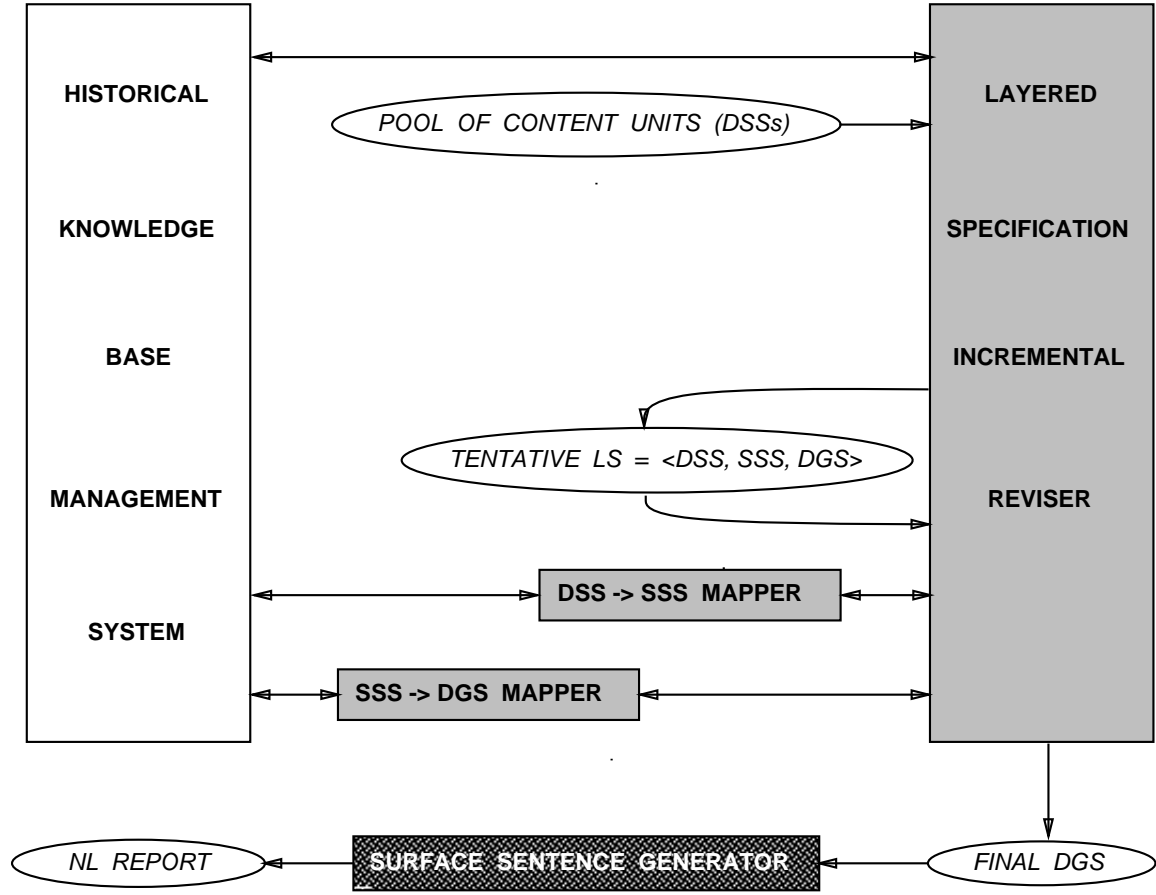 HISTORICAL
KNOWLEDGE
BASE
MANAGEMENT
SYSTEM
POOL OF CONTENT UNITS (DSSs)
TENTATIVE LS = <DSS, SSS, DGS>
DSS -> SSS MAPPER
SSS -> DGS MAPPER
LAYERED
SPECIFICATION
INCREMENTAL
REVISER
NL REPORT
SURFACE SENTENCE GENERATOR
FINAL DGS